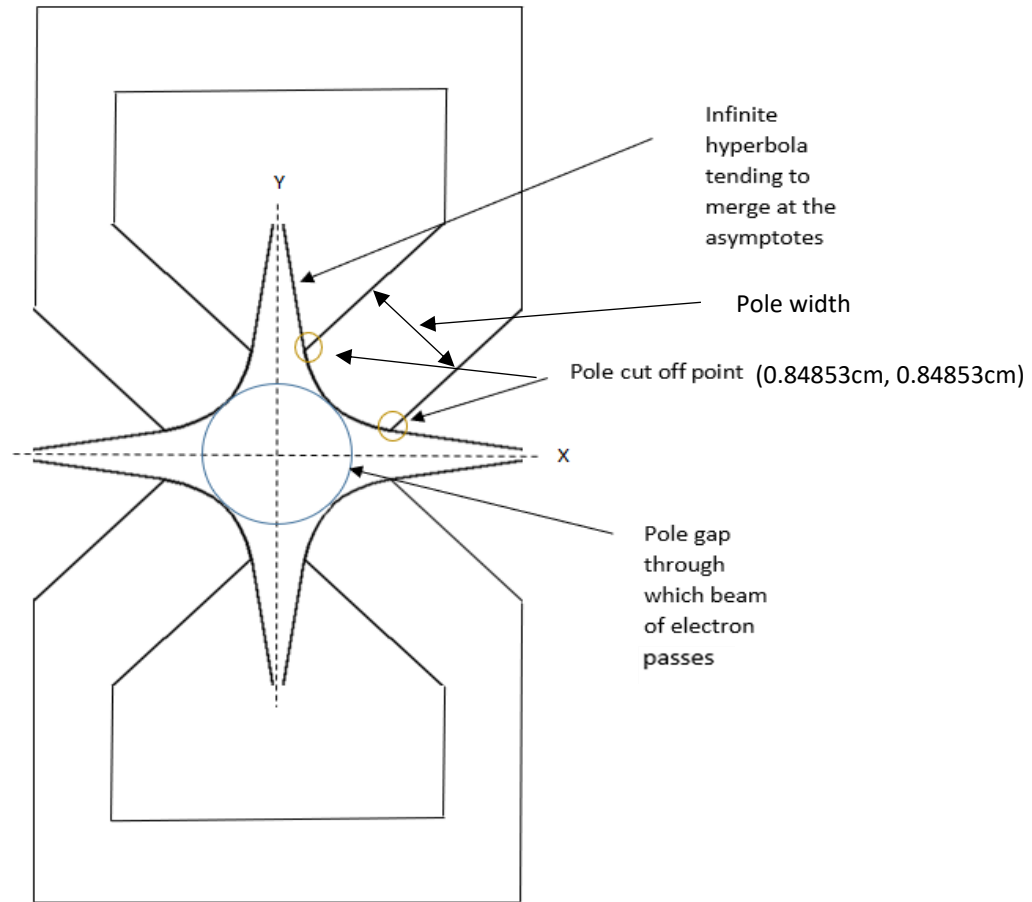 Infinite
hyperbola
tending to
merge at the
asymptotes
Y
Pole width
Pole cut off point (0.84853cm, 0.84853cm)
X
Pole gap
through
which beam
of electron
passes